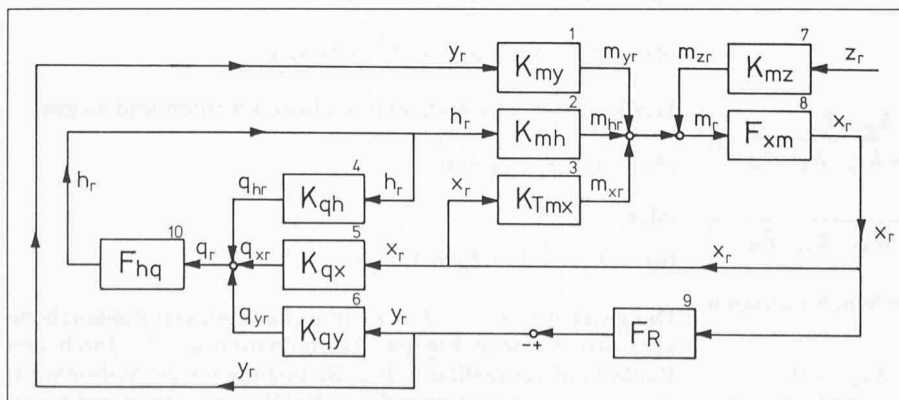 1
7
y_r
K_my
m_yr
m_zr
K_mz
z_r
2
8
h_r
K_mh
m_hr
m_r
F_xm
x_r
4
3
h_r
q_hr
K_qh
h_r
x_r
K_Tmx
m_xr
10
5
x_r
F_hq
q_r
q_xr
K_qx
x_r
x_r
6
9
q_yr
K_qy
y_r
-+
F_R
y_r